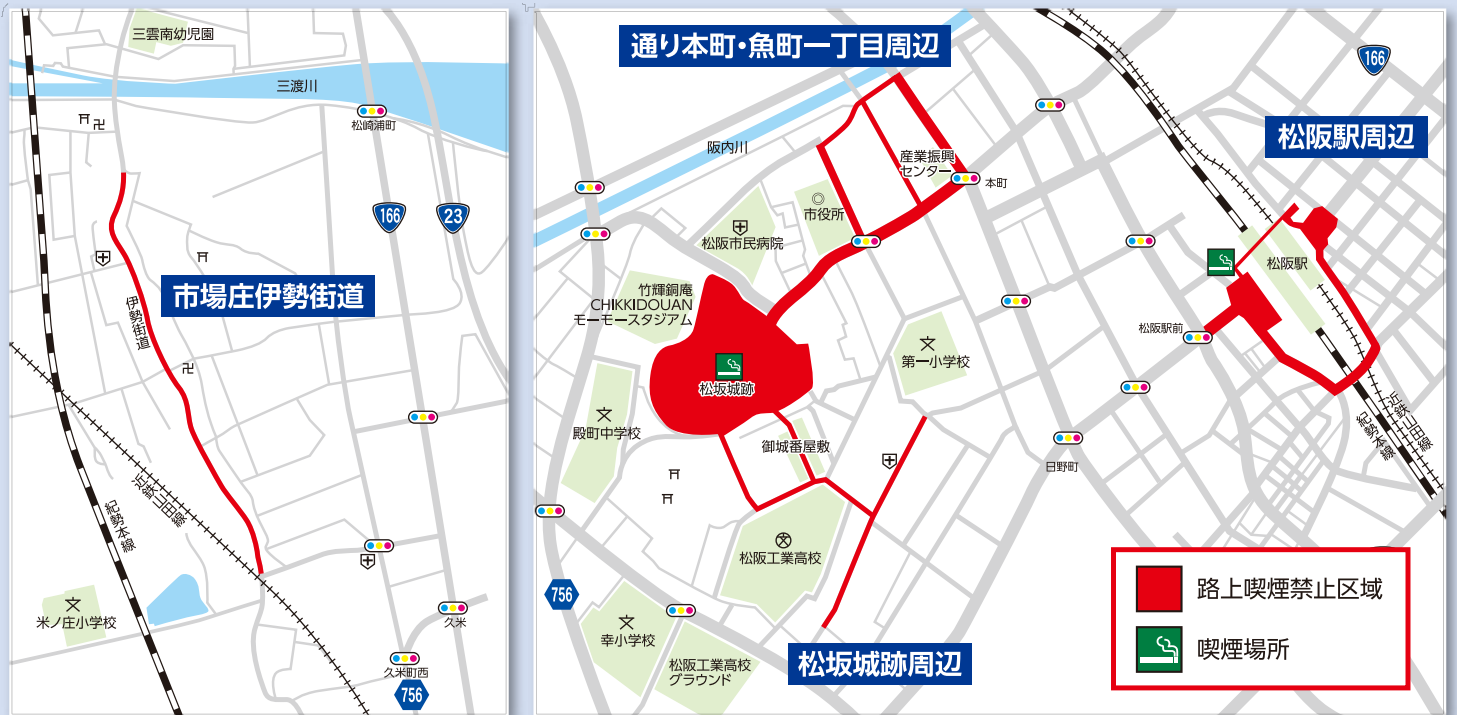 三雲南幼児園
三渡川
松崎浦町
166
23
市場庄伊勢街道
伊勢街道
近鉄山田線
紀勢本線
米ノ庄小学校
久米
久米町西
756
通り本町・魚町一丁目周辺
166
松阪駅周辺
阪内川
産業振興
センター
本町
市役所
松阪市民病院
竹輝銅庵
CHIKKIDOUAN
モーモースタジアム
松阪駅
松阪駅前
第一小学校
松坂城跡
殿町中学校
御城番屋敷
日野町
紀勢本線
近鉄山田線
松阪工業高校
756
幸小学校
松阪工業高校
グラウンド
松坂城跡周辺
路上喫煙禁止区域
喫煙場所